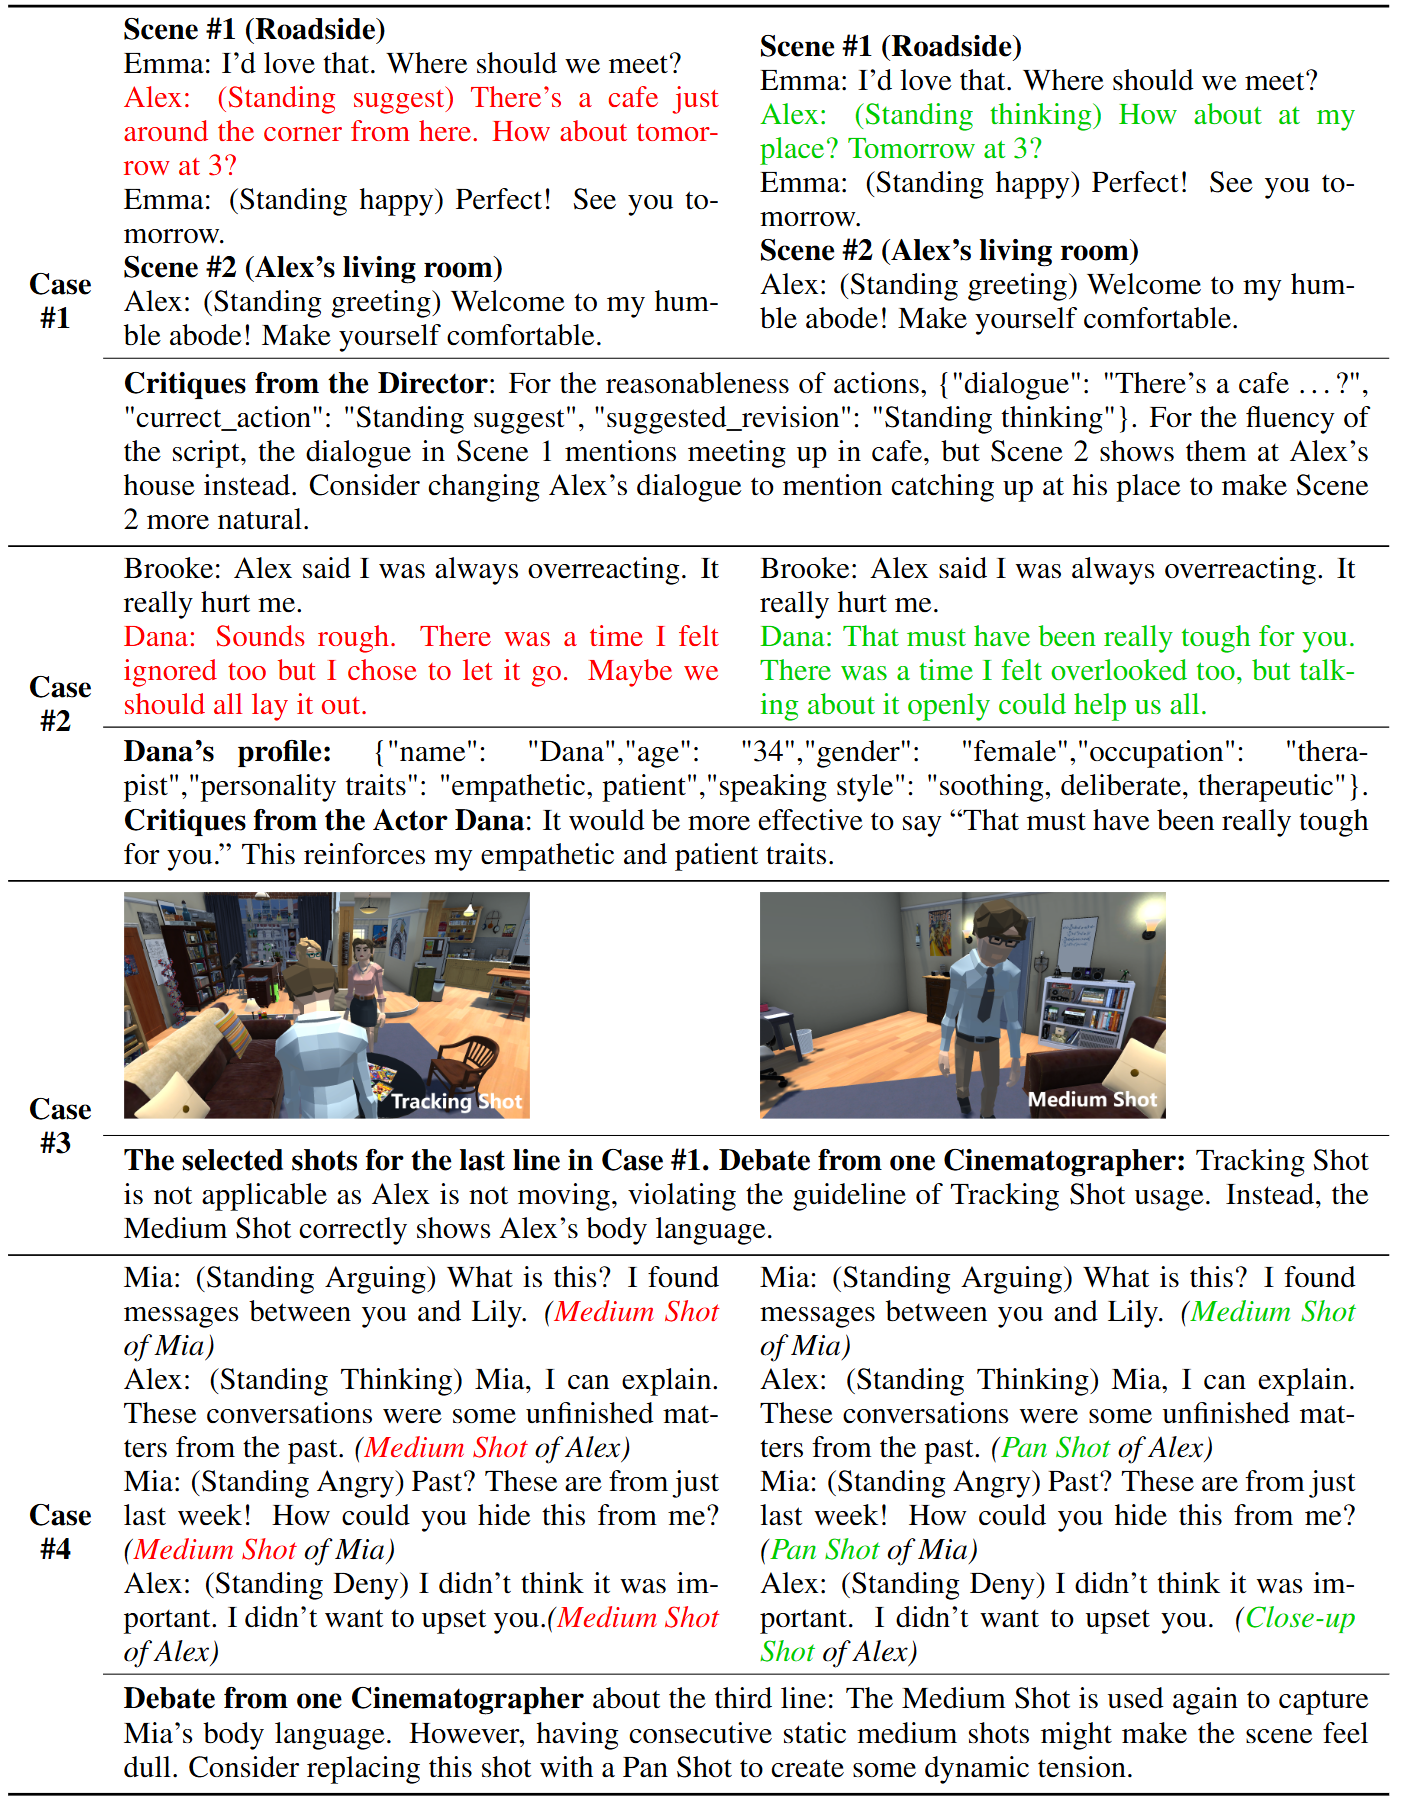 Scene #1 (Roadside)
Emma: I'd love that. Where should we meet?
Alex: (Standing suggest) There's a cafe just
around the corner from here. How about tomor-
row at 3?
Emma: (Standing happy) Perfect! See you to-
morrow.
Scene #2 (Alex's living room)
Alex: (Standing greeting) Welcome to my hum-
ble abode! Make yourself comfortable.
Scene #1 (Roadside)
Emma: I'd love that. Where should we meet?
Alex: (Standing thinking) How about at my
place? Tomorrow at 3?
Emma: (Standing happy) Perfect! See you to-
morrow.
Scene #2 (Alex's living room)
Alex: (Standing greeting) Welcome to my hum-
ble abode! Make yourself comfortable.
Case
#1
Critiques from the Director: For the reasonableness of actions, {"dialogue": "There's a cafe ...?",
"currect_action": "Standing suggest", "suggested_revision": "Standing thinking"}. For the fluency of
the script, the dialogue in Scene 1 mentions meeting up in cafe, but Scene 2 shows them at Alex's
house instead. Consider changing Alex's dialogue to mention catching up at his place to make Scene
2 more natural.
Brooke: Alex said I was always overreacting. It
really hurt me.
Dana: Sounds rough. There was a time I felt
ignored too but I chose to let it go. Maybe we
should all lay it out.
Brooke: Alex said I was always overreacting. It
really hurt me.
Dana: That must have been really tough for you.
There was a time I felt overlooked too, but talk-
ing about it openly could help us all.
Case
#2
Dana's profile: {"name": "Dana","age": "34","gender": "female","occupation": "thera-
pist","personality traits": "empathetic, patient","speaking style": "soothing, deliberate, therapeutic"}.
Critiques from the Actor Dana: It would be more effective to say “That must have been really tough
for you.” This reinforces my empathetic and patient traits.
Tracking Shot
Medium Shot
Case
#3
The selected shots for the last line in Case #1. Debate from one Cinematographer: Tracking Shot
is not applicable as Alex is not moving, violating the guideline of Tracking Shot usage. Instead, the
Medium Shot correctly shows Alex's body language.
Mia: (Standing Arguing) What is this? I found
messages between you and Lily. (Medium Shot
of Mia)
Alex: (Standing Thinking) Mia, I can explain.
These conversations were some unfinished mat-
ters from the past. (Medium Shot of Alex)
Mia: (Standing Angry) Past? These are from just
last week! How could you hide this from me?
(Medium Shot of Mia)
Alex: (Standing Deny) I didn't think it was im-
portant. I didn't want to upset you.(Medium Shot
of Alex)
Mia: (Standing Arguing) What is this? I found
messages between you and Lily. (Medium Shot
of Mia)
Alex: (Standing Thinking) Mia, I can explain.
These conversations were some unfinished mat-
ters from the past. (Pan Shot of Alex)
Mia: (Standing Angry) Past? These are from just
last week! How could you hide this from me?
(Pan Shot of Mia)
Alex: (Standing Deny) I didn't think it was im-
portant. I didn't want to upset you. (Close-up
Shot of Alex)
Case
#4
Debate from one Cinematographer about the third line: The Medium Shot is used again to capture
Mia's body language. However, having consecutive static medium shots might make the scene feel
dull. Consider replacing this shot with a Pan Shot to create some dynamic tension.